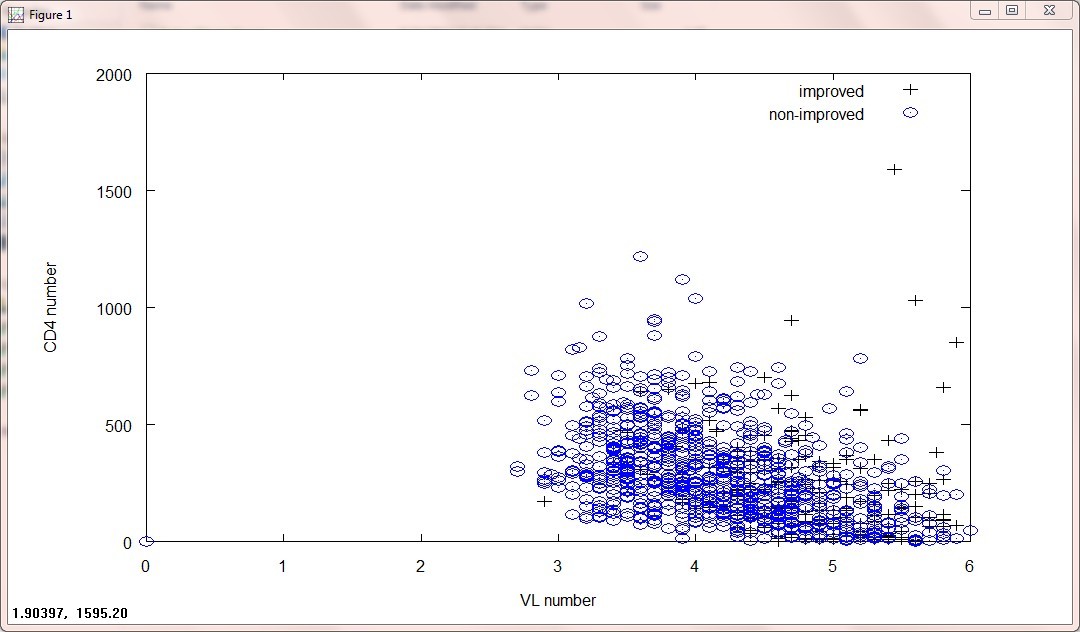 Figure 1
2000
1500
1000
500
0
0 1 2 3 4 5 6
improved
non-improved
CD4 number
VL number
1.90397, 1595.20